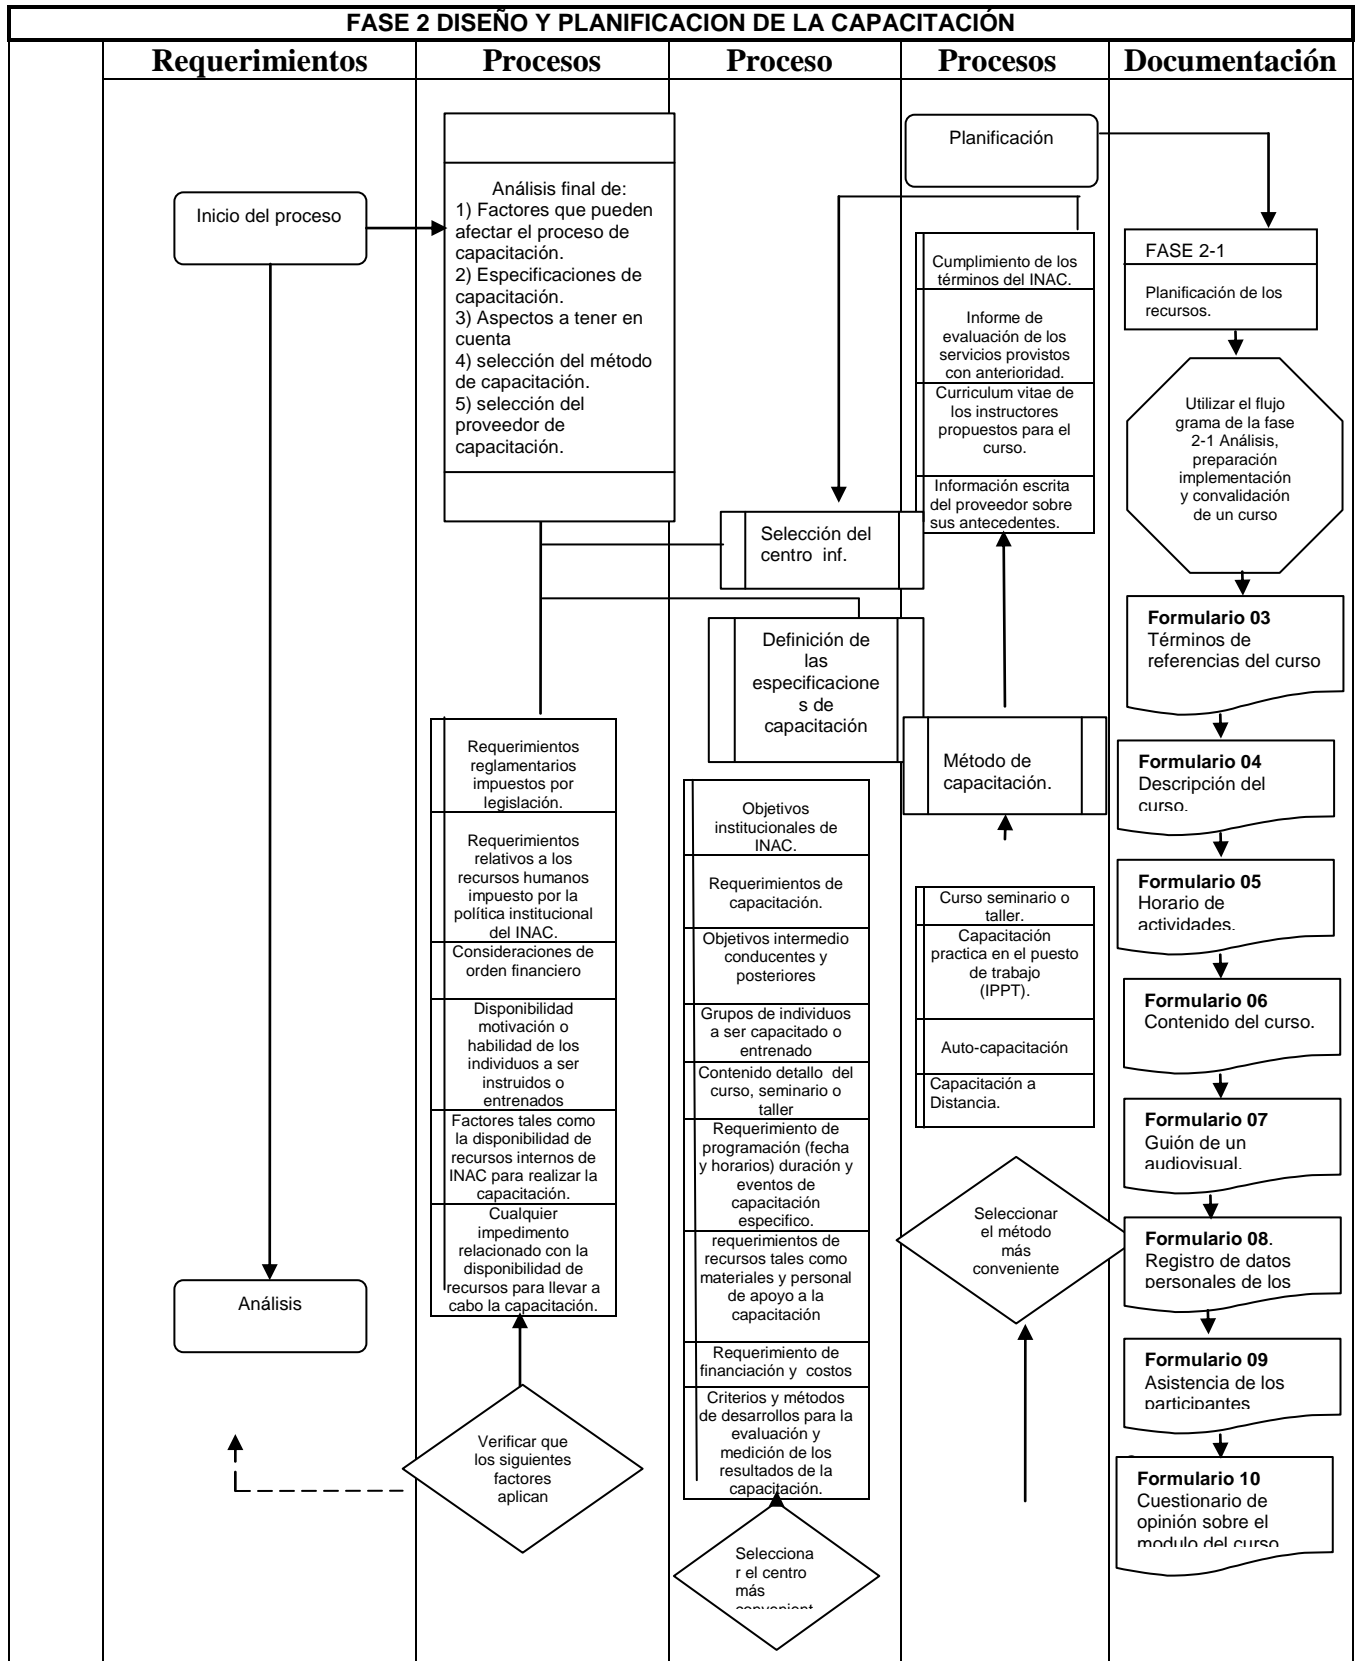 FASE 2 DISEÑO Y PLANIFICACION DE LA CAPACITACIÓN
Requerimientos
Procesos
Proceso
Procesos
Documentación
Inicio del proceso
Análisis
Análisis final de:
1) Factores que pueden
afectar el proceso de
capacitación.
2) Especificaciones de
capacitación.
3) Aspectos a tener en
cuenta
4) selección del método
de capacitación.
5) selección del
proveedor de
capacitación.
Requerimientos
reglamentarios
impuestos por
legislación.
Requerimientos
relativos a los
recursos humanos
impuesto por la
política institucional
del INAC.
Consideraciones de
orden financiero
Disponibilidad
motivación o
habilidad de los
individuos a ser
instruidos o
entrenados
Factores tales como
la disponibilidad de
recursos internos de
INAC para realizar la
capacitación.
Cualquier
impedimento
relacionado con la
disponibilidad de
recursos para llevar a
cabo la capacitación.
Verificar que
los siguientes
factores
aplican
Selección del
centro inf.
Definición de
las
especificacione
s de
capacitación
Objetivos
institucionales de
INAC.
Requerimientos de
capacitación.
Objetivos intermedio
conducentes y
posteriores
Grupos de individuos
a ser capacitado o
entrenado
Contenido detallo del
curso, seminario o
taller
Requerimiento de
programación (fecha
y horarios) duración y
eventos de
capacitación
especifico.
requerimientos de
recursos tales como
materiales y personal
de apoyo a la
capacitación
Requerimiento de
financiación y costos
Criterios y métodos
de desarrollos para la
evaluación y
medición de los
resultados de la
capacitación.
Selecciona
r el centro
más
convenient
Planificación
Cumplimiento de los
términos del INAC.
Informe de
evaluación de los
servicios provistos
con anterioridad.
Curriculum vitae de
los instructores
propuestos para el
curso.
Información escrita
del proveedor sobre
sus antecedentes.
Método de
capacitación.
Curso seminario o
taller.
Capacitación
practica en el puesto
de trabajo
(IPPT).
Auto-capacitación
Capacitación a
Distancia.
Seleccionar
el método
más
conveniente
FASE 2-1
Planificación de los
recursos.
Utilizar el flujo
grama de la fase
2-1 Análisis,
preparación
implementación
y convalidación
de un curso
Formulario 03
Términos de
referencias del curso
Formulario 04
Descripción del
curso.
Formulario 05
Horario de
actividades.
Formulario 06
Contenido del curso.
Formulario 07
Guión de un
audiovisual.
Formulario 08.
Registro de datos
personales de los
Formulario 09
Asistencia de los
participantes
Formulario 10
Cuestionario de
opinión sobre el
modulo del curso